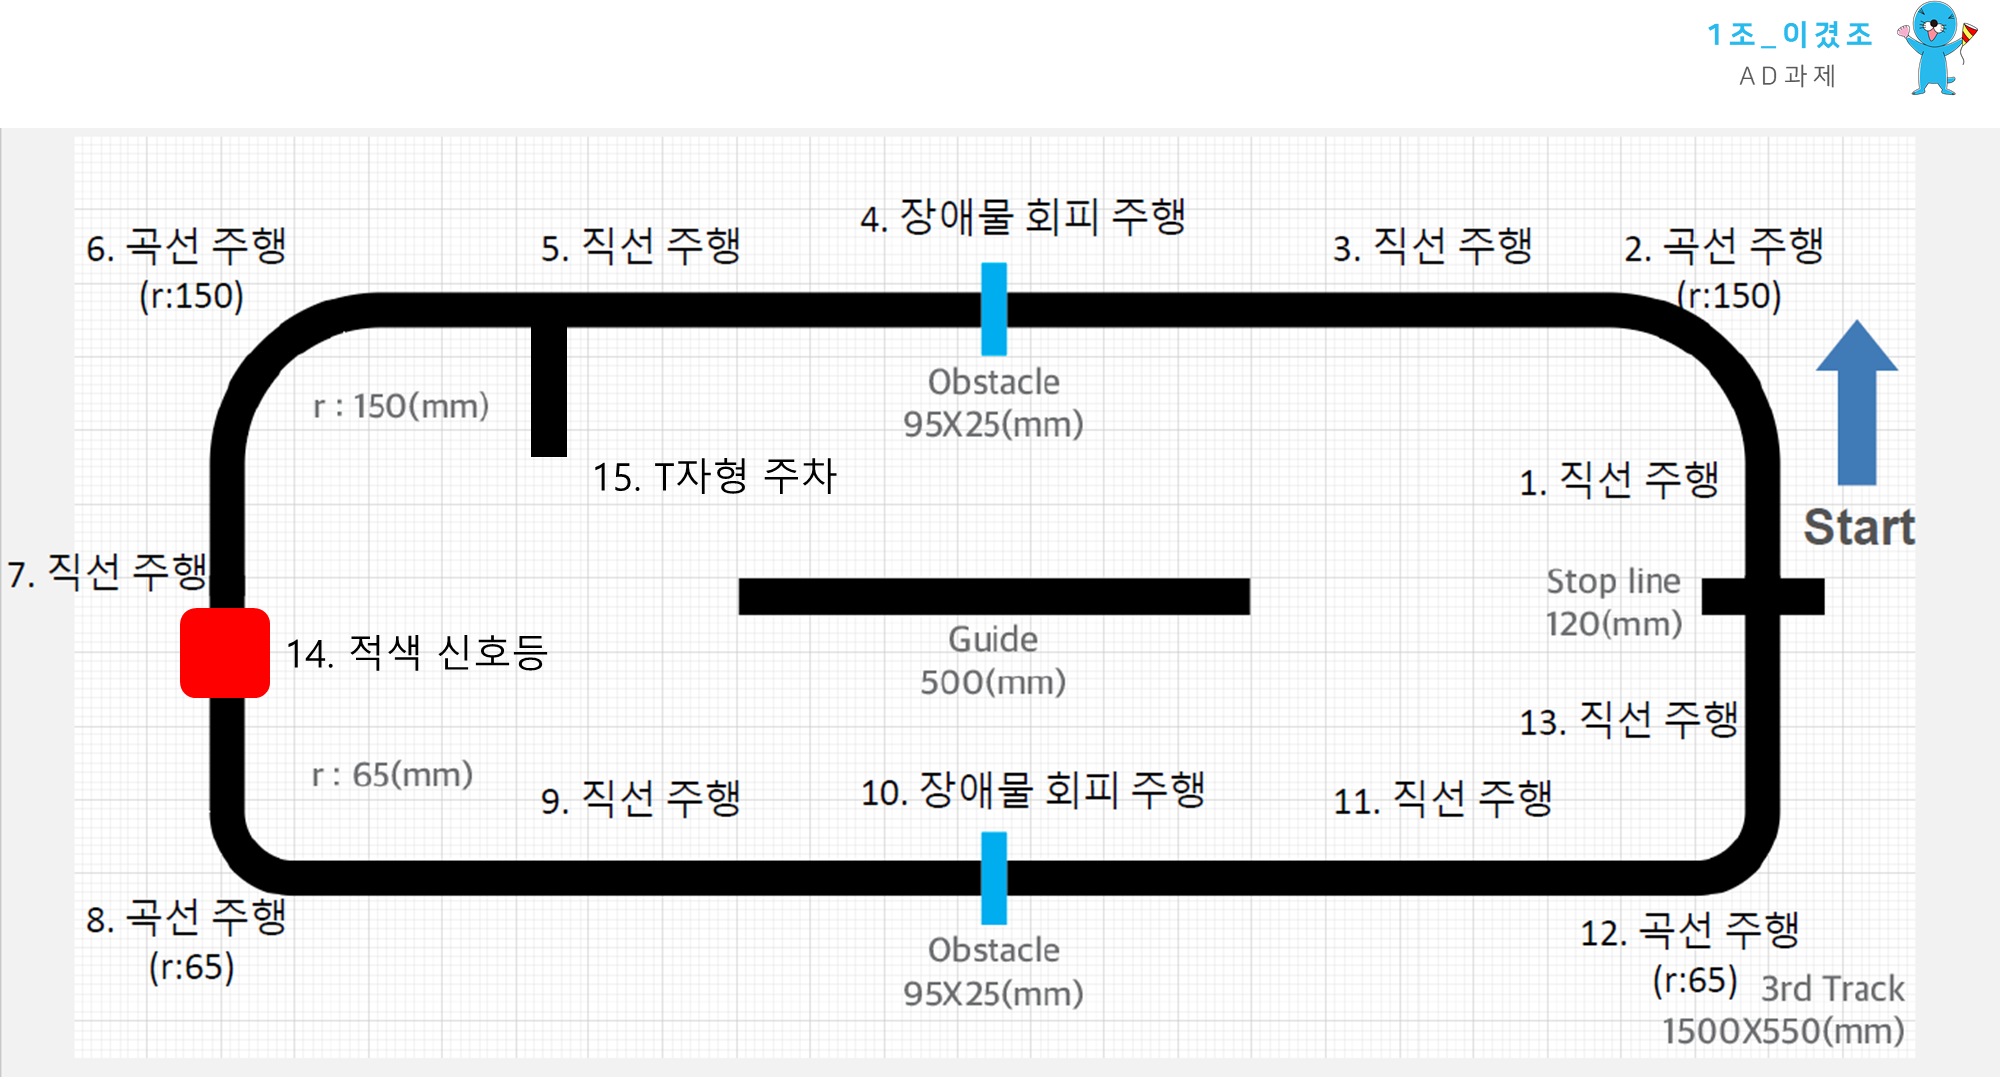 1조_이겼조
AD과제
4. 장애물 회피 주행
6. 곡선 주행
(r:150)
5. 직선 주행
3. 직선 주행
2. 곡선 주행
(r:150)
Obstacle
95X25(mm)
r : 150(mm)
15. T자형 주차
1. 직선 주행
Start
7. 직선 주행
Stop line
120(mm)
14. 적색 신호등
Guide
500(mm)
13. 직선 주행
r : 65(mm)
9. 직선 주행
10. 장애물 회피 주행
11. 직선 주행
8. 곡선 주행
(r:65)
Obstacle
95X25(mm)
12. 곡선 주행
(r:65)
3rd Track
1500X550(mm)